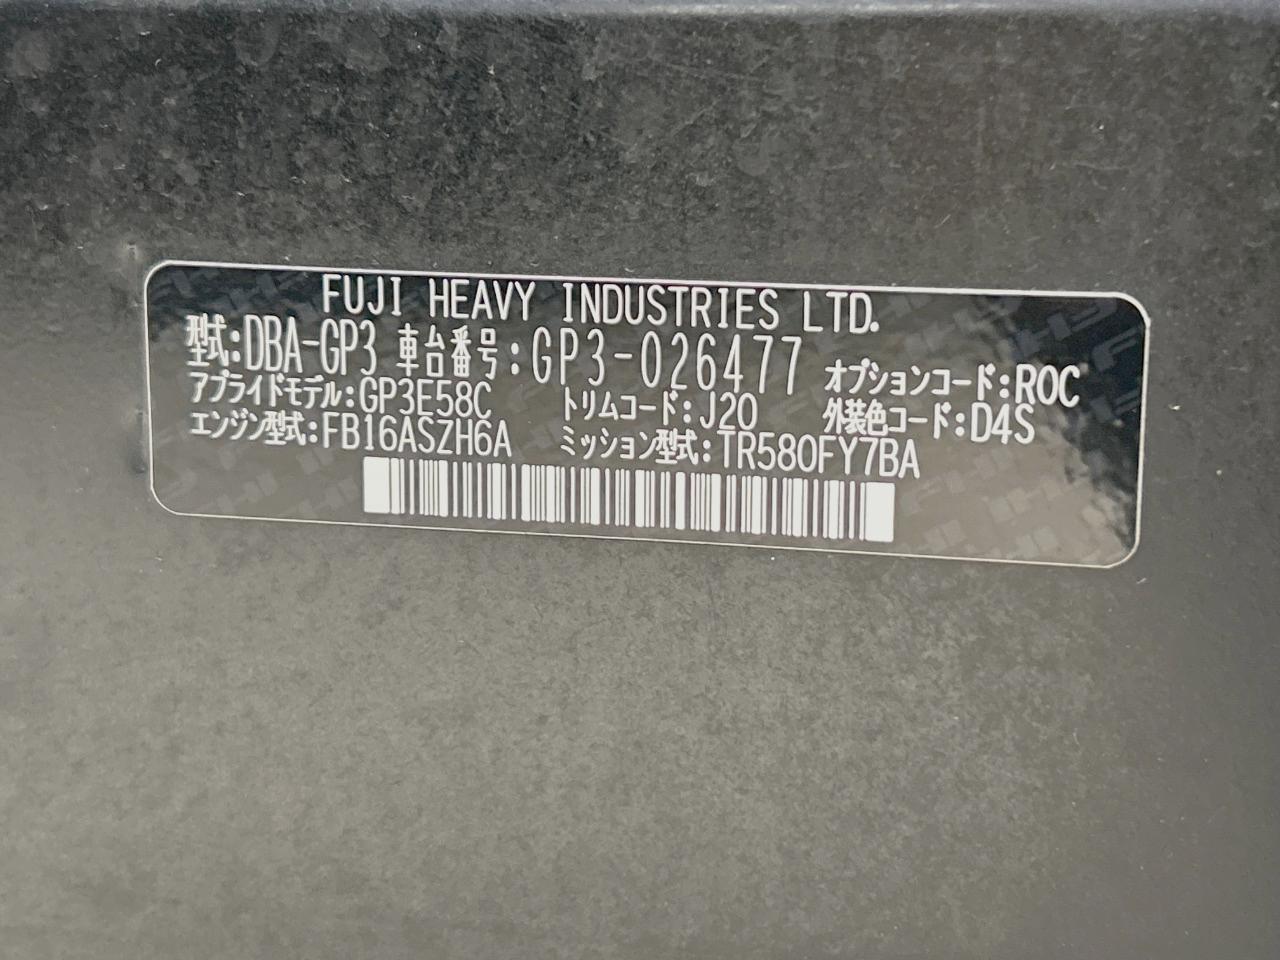 FUJI HEAVY INDUSTRIES LTD.
型式:DBA-GP3 車台番号:GP3-026477 オプションコード:ROC
アプライドモデル:GP3E58C トリムコード:J20 外装色コード:D4S
エンジン型式:FB16ASZH6A ミッション型式:TR580FY7BA